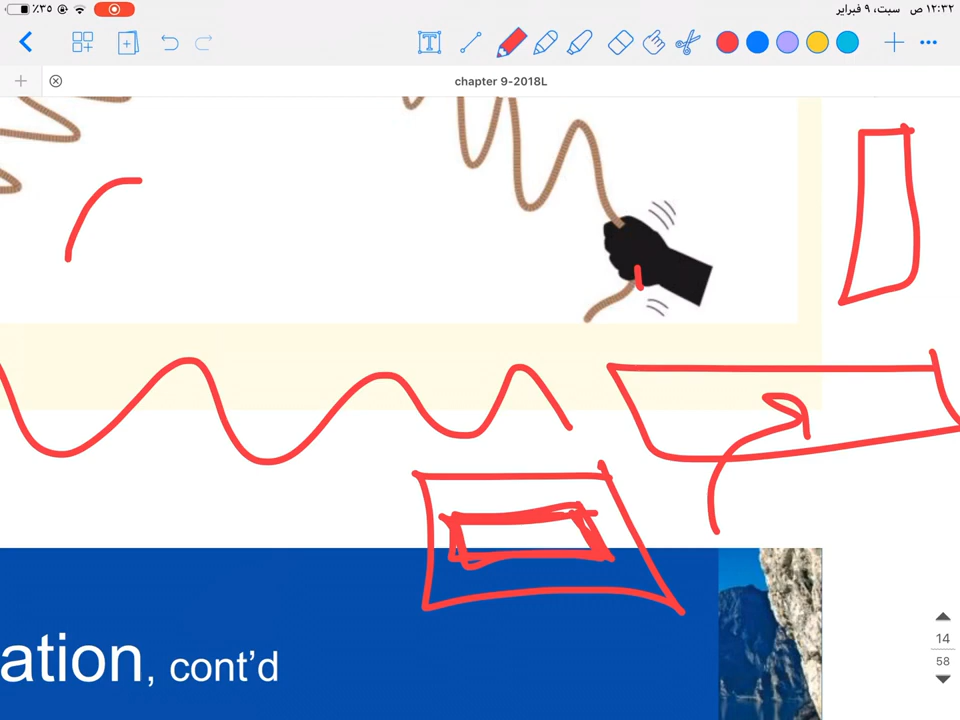 ٪٣٥ سبت، ٩ فبراير ١٢:٣٢ ص
T
chapter 9-2018L
14
58
ation, cont'd